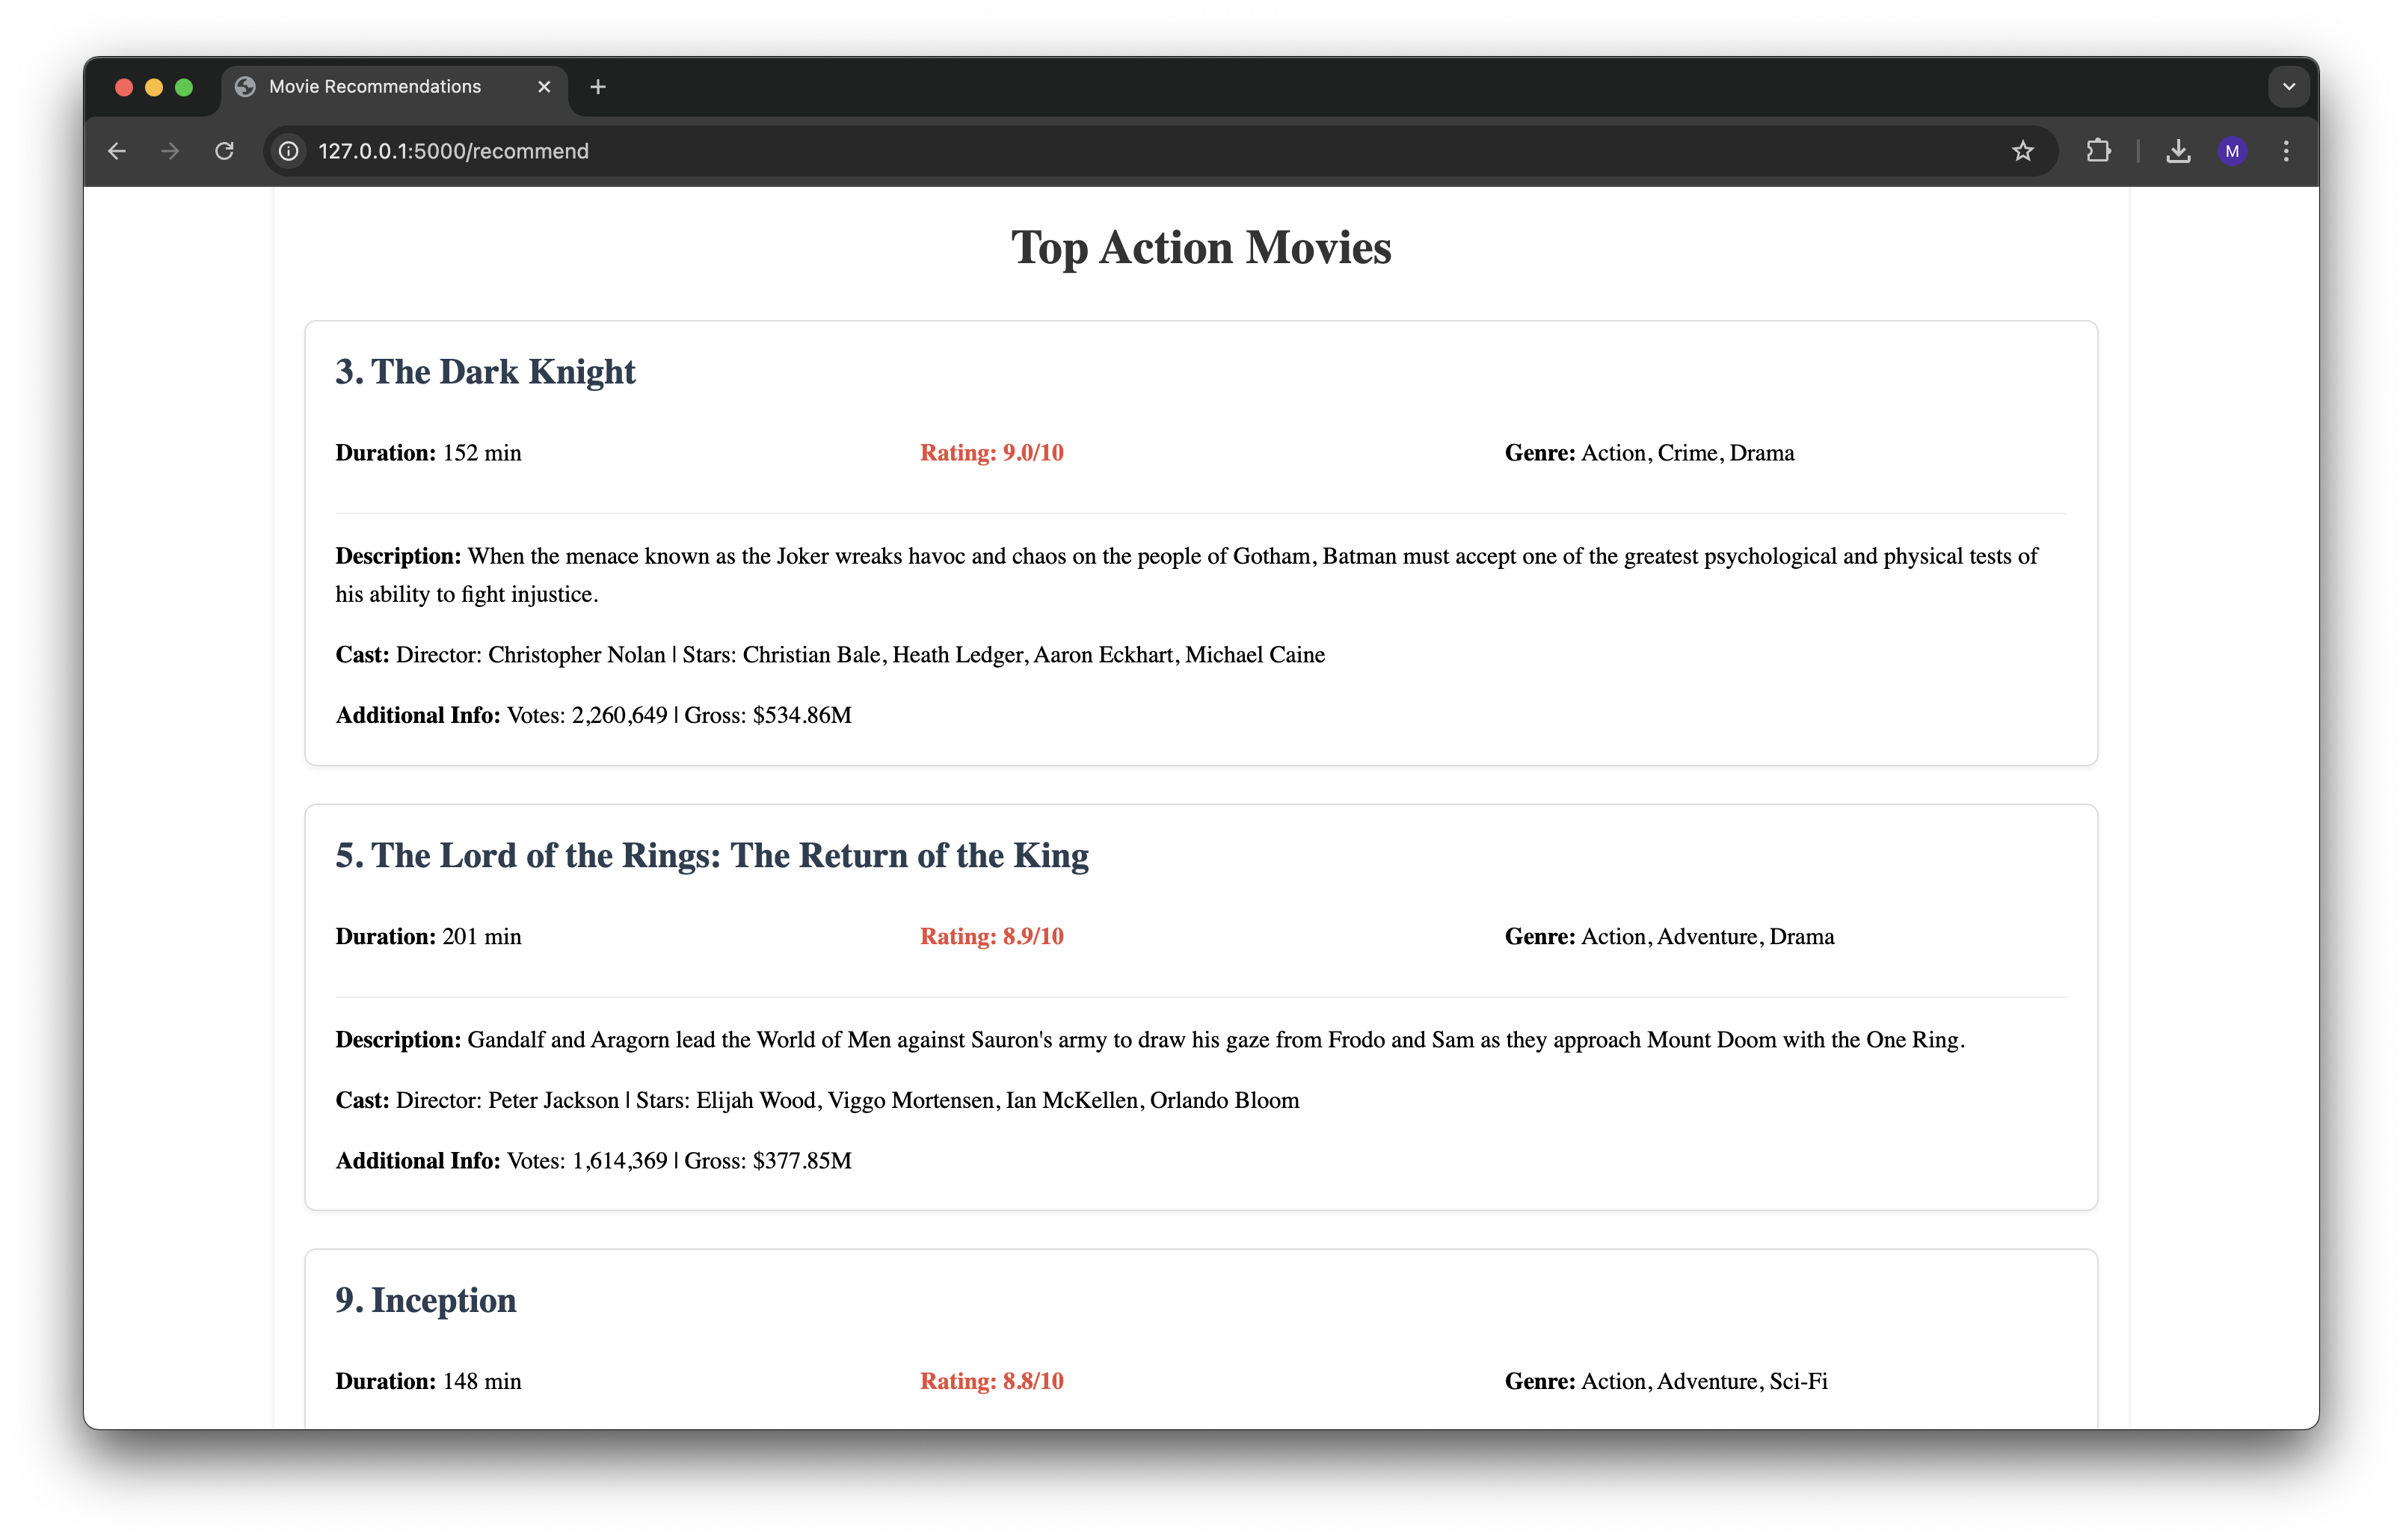 Movie Recommendations
127.0.0.1:5000/recommend
M
Top Action Movies
3. The Dark Knight
Duration: 152 min Rating: 9.0/10 Genre: Action, Crime, Drama
Description: When the menace known as the Joker wreaks havoc and chaos on the people of Gotham, Batman must accept one of the greatest psychological and physical tests of
his ability to fight injustice.
Cast: Director: Christopher Nolan | Stars: Christian Bale, Heath Ledger, Aaron Eckhart, Michael Caine
Additional Info: Votes: 2,260,649 | Gross: $534.86M
5. The Lord of the Rings: The Return of the King
Duration: 201 min Rating: 8.9/10 Genre: Action, Adventure, Drama
Description: Gandalf and Aragorn lead the World of Men against Sauron's army to draw his gaze from Frodo and Sam as they approach Mount Doom with the One Ring.
Cast: Director: Peter Jackson | Stars: Elijah Wood, Viggo Mortensen, Ian McKellen, Orlando Bloom
Additional Info: Votes: 1,614,369 | Gross: $377.85M
9. Inception
Duration: 148 min Rating: 8.8/10 Genre: Action, Adventure, Sci-Fi